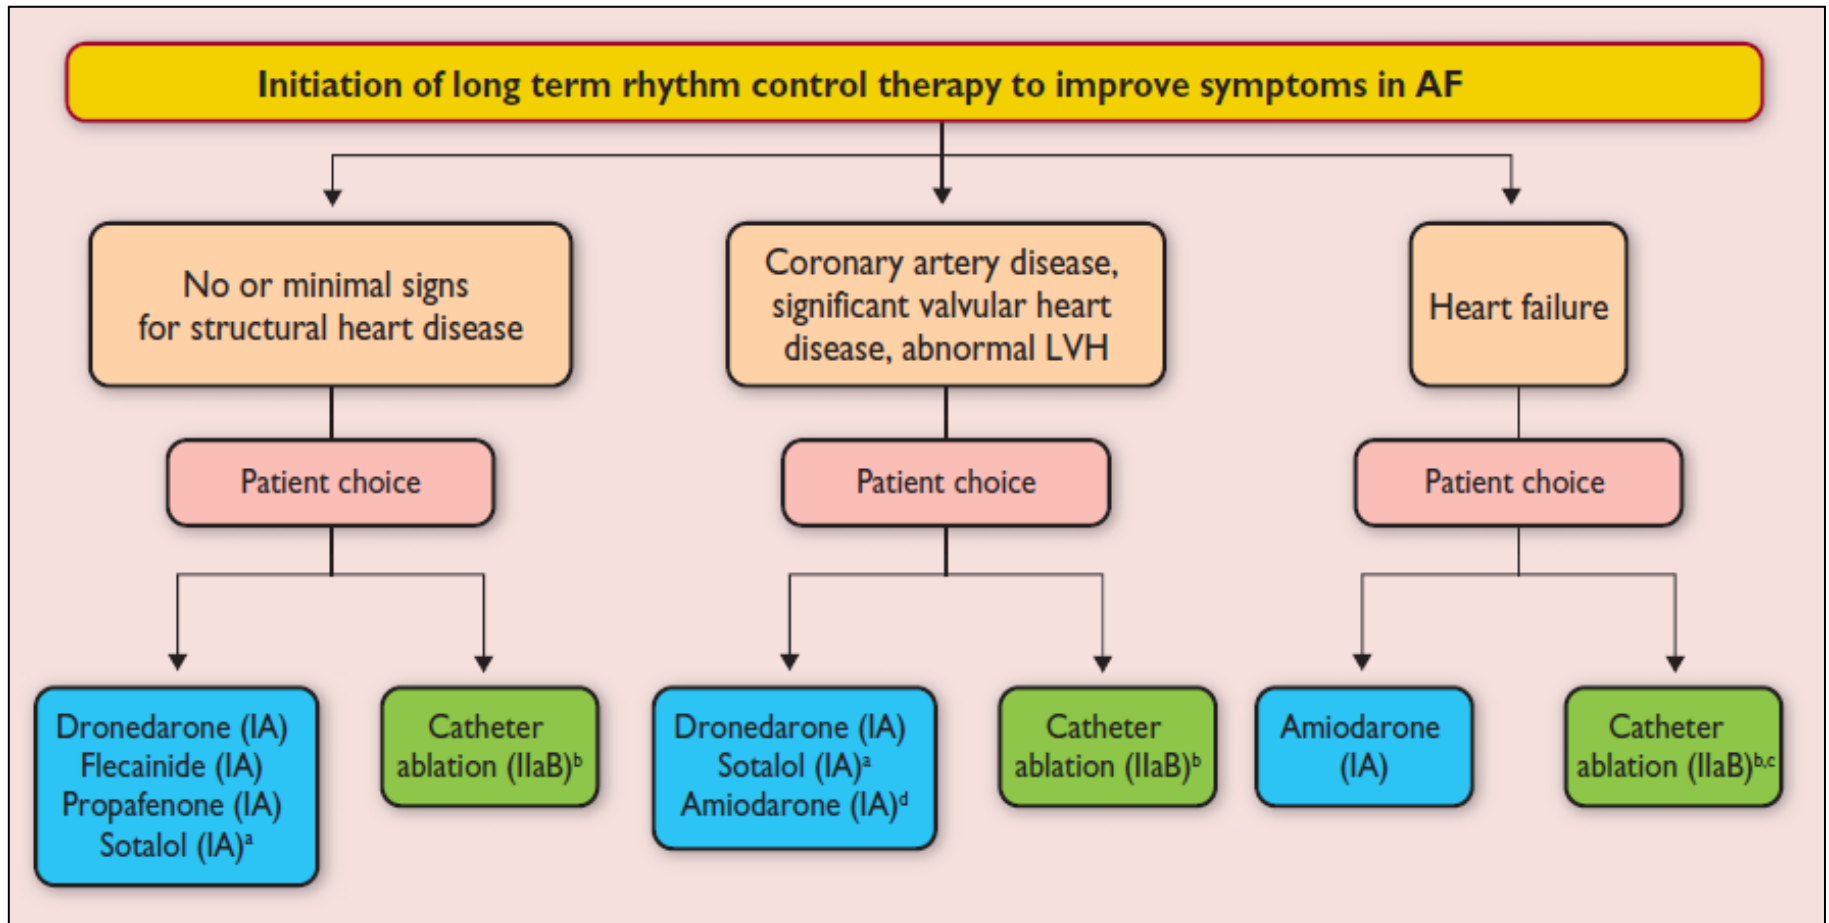 Initiation of long term rhythm control therapy to improve symptoms in AF
No or minimal signs
for structural heart disease
Coronary artery disease,
significant valvular heart
disease, abnormal LVH
Heart failure
Patient choice
Patient choice
Patient choice
Dronedarone (IA)
Flecainide (IA)
Propafenone (IA)
Sotalol (IA)ᵃ
Catheter
ablation (IIaB)ᵇ
Dronedarone (IA)
Sotalol (IA)ᵃ
Amiodarone (IA)ᵈ
Catheter
ablation (IIaB)ᵇ
Amiodarone
(IA)
Catheter
ablation (IIaB)ᵇ,ᶜ